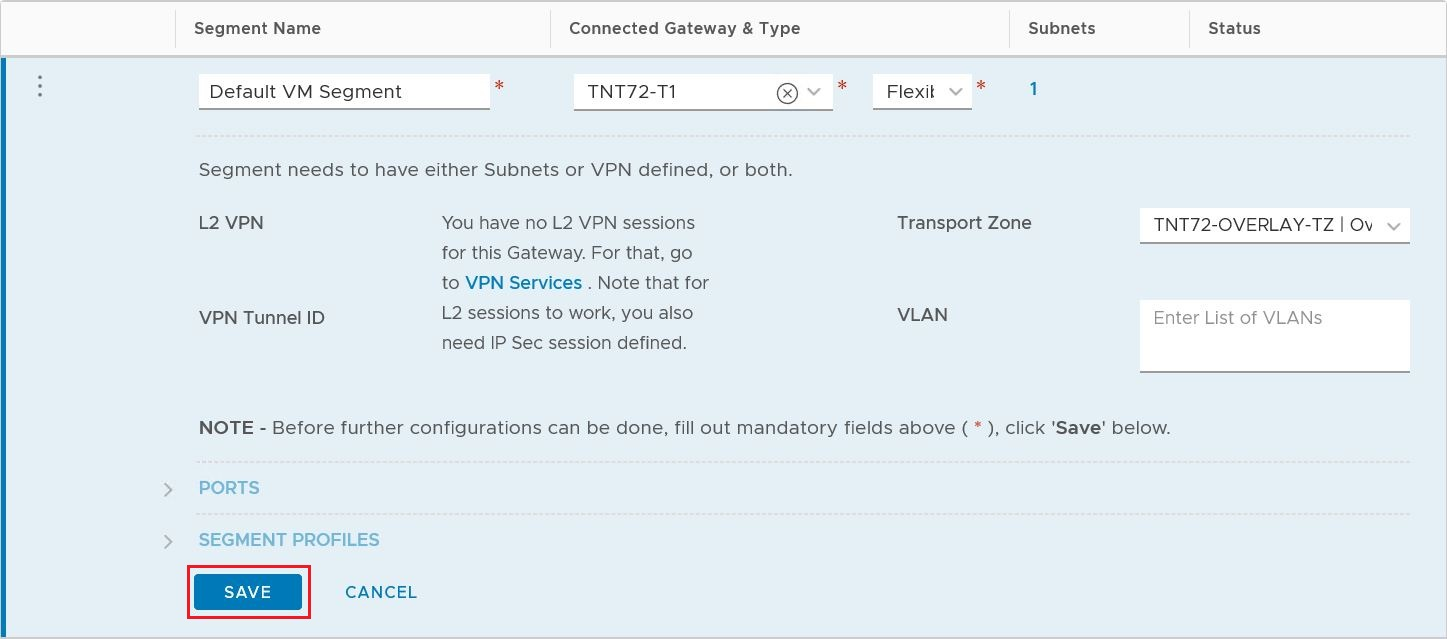 Segment Name Connected Gateway & Type Subnets Status
Default VM Segment * TNT72-T1 * Flexib * 1
Segment needs to have either Subnets or VPN defined, or both.
L2 VPN You have no L2 VPN sessions Transport Zone TNT72-OVERLAY-TZ | Ov
for this Gateway. For that, go
to VPN Services . Note that for
VPN Tunnel ID L2 sessions to work, you also VLAN Enter List of VLANs
need IP Sec session defined.
NOTE - Before further configurations can be done, fill out mandatory fields above ( * ), click 'Save' below.
PORTS
SEGMENT PROFILES
SAVE CANCEL